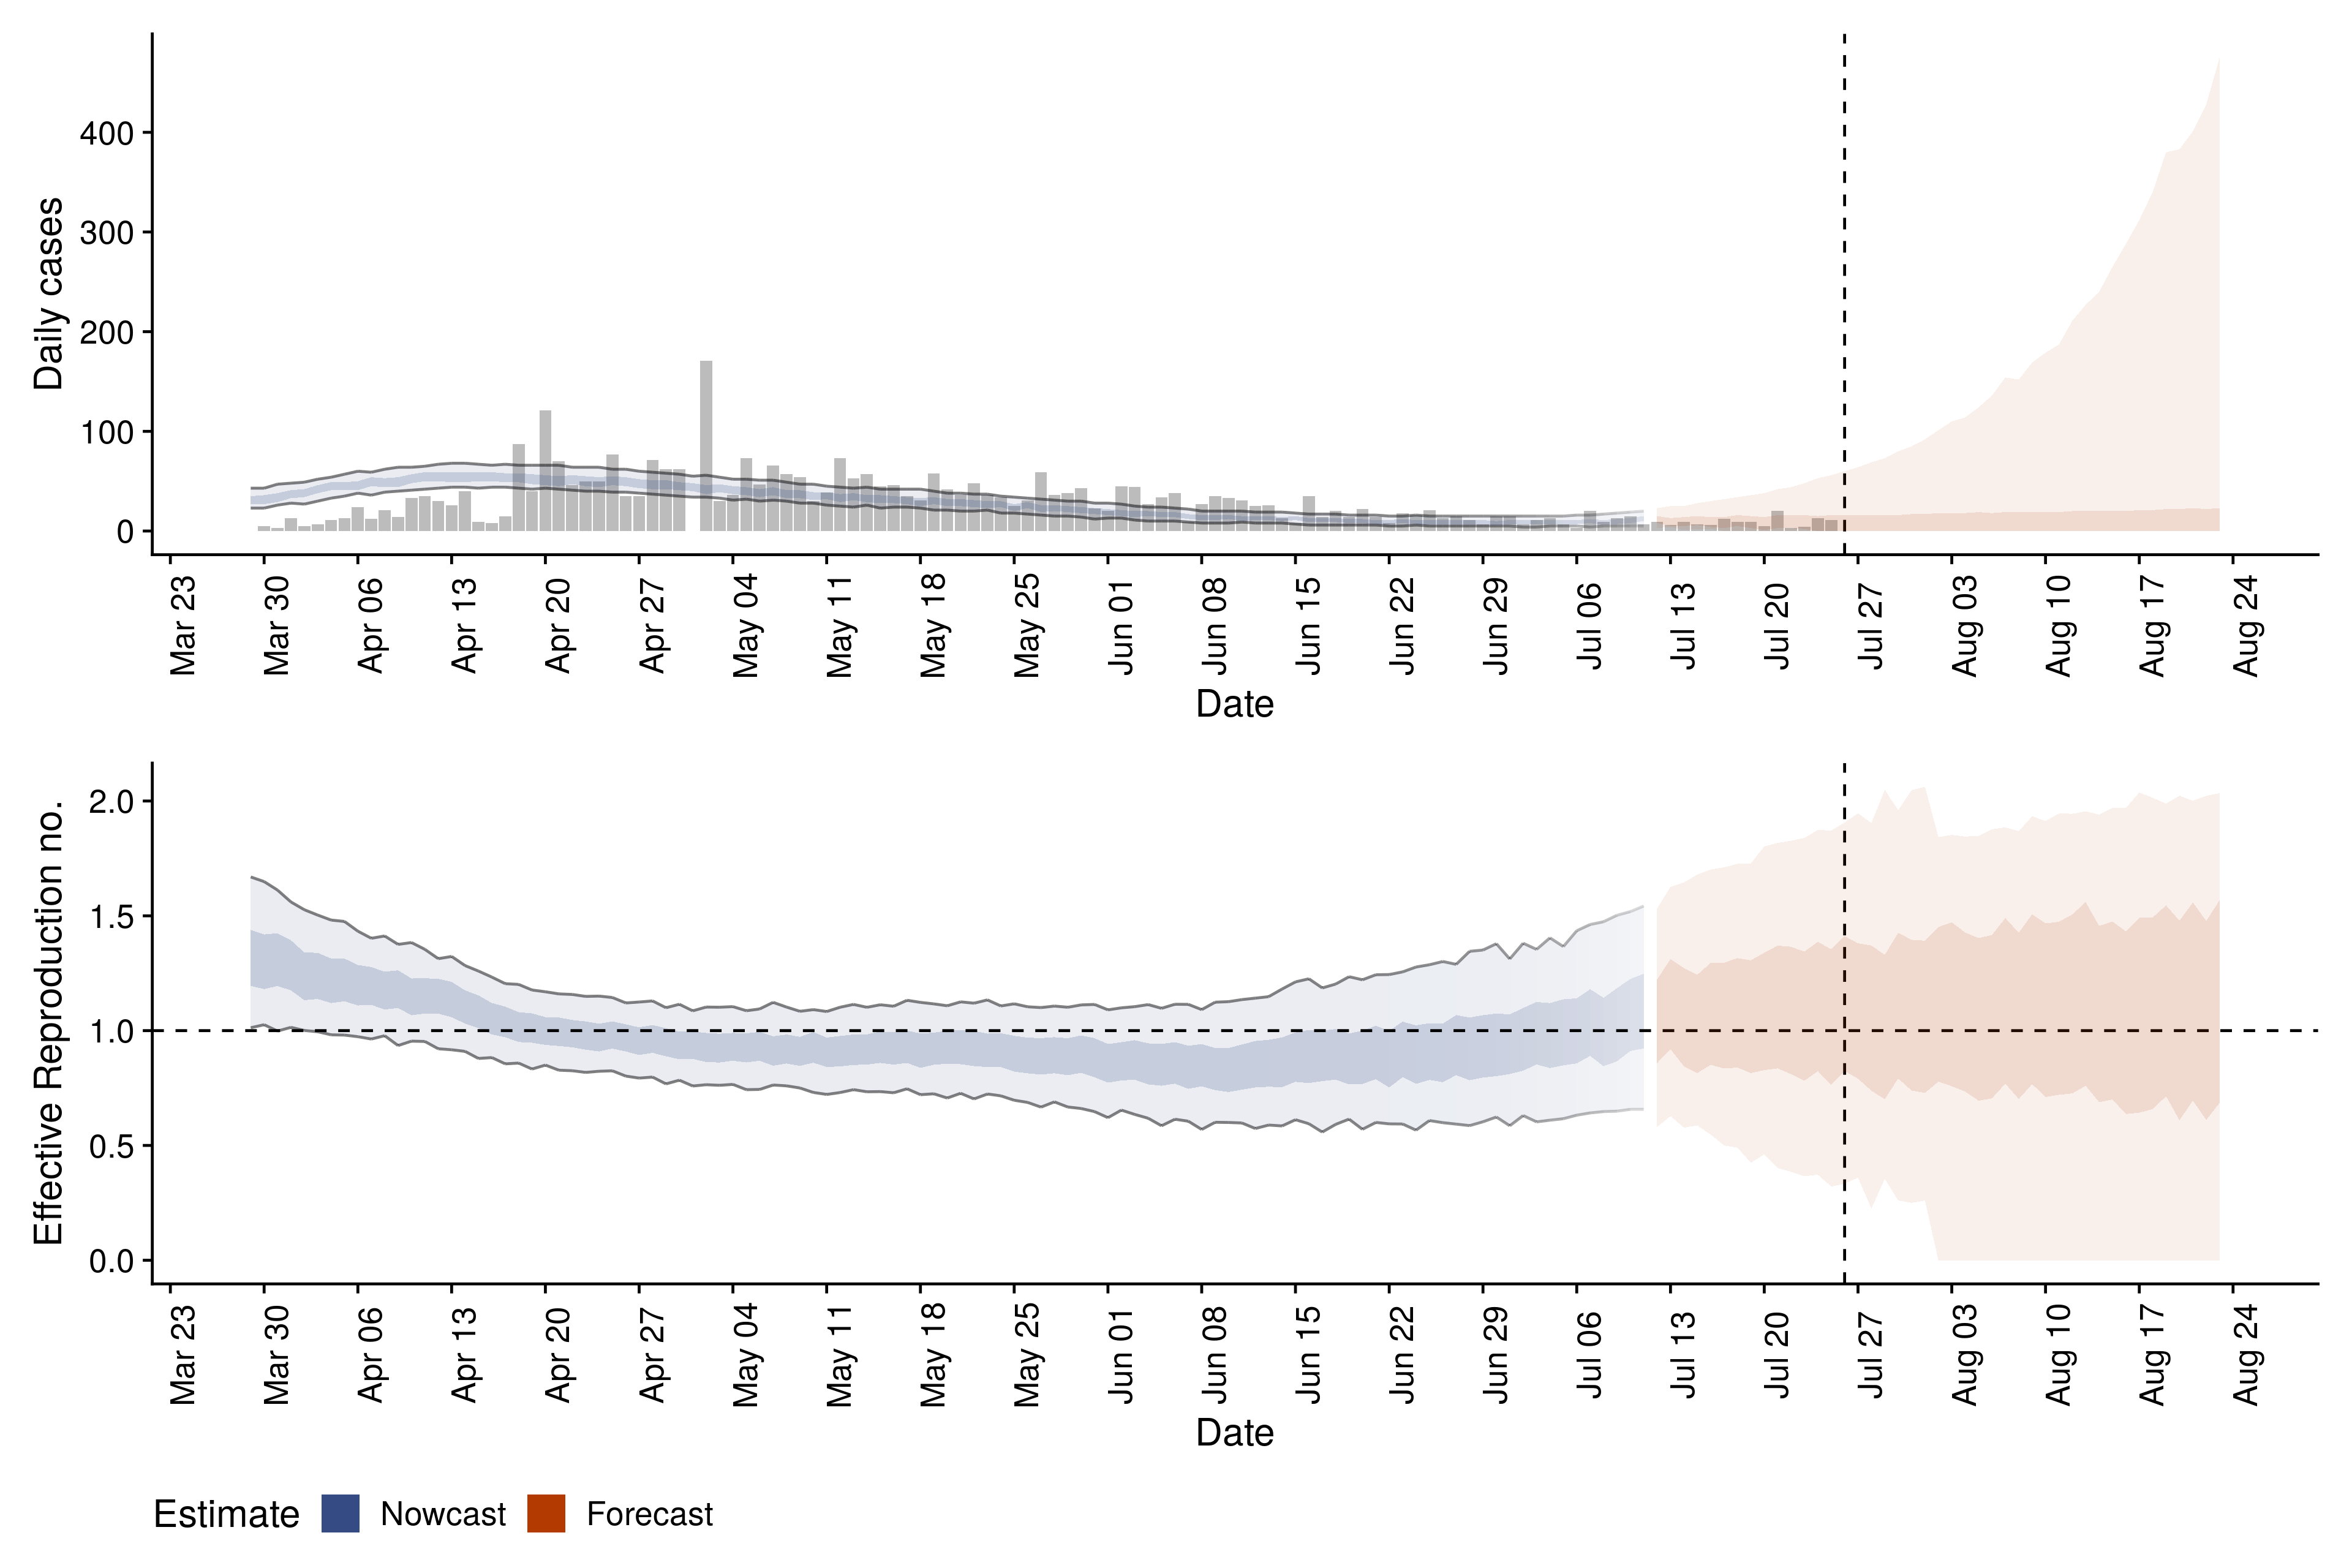 Daily cases
400
300
200
100
0
Mar 23 Mar 30 Apr 06 Apr 13 Apr 20 Apr 27 May 04 May 11 May 18 May 25 Jun 01 Jun 08 Jun 15 Jun 22 Jun 29 Jul 06 Jul 13 Jul 20 Jul 27 Aug 03 Aug 10 Aug 17 Aug 24
Date
Effective Reproduction no.
2.0
1.5
1.0
0.5
0.0
Mar 23 Mar 30 Apr 06 Apr 13 Apr 20 Apr 27 May 04 May 11 May 18 May 25 Jun 01 Jun 08 Jun 15 Jun 22 Jun 29 Jul 06 Jul 13 Jul 20 Jul 27 Aug 03 Aug 10 Aug 17 Aug 24
Date
Estimate Nowcast Forecast